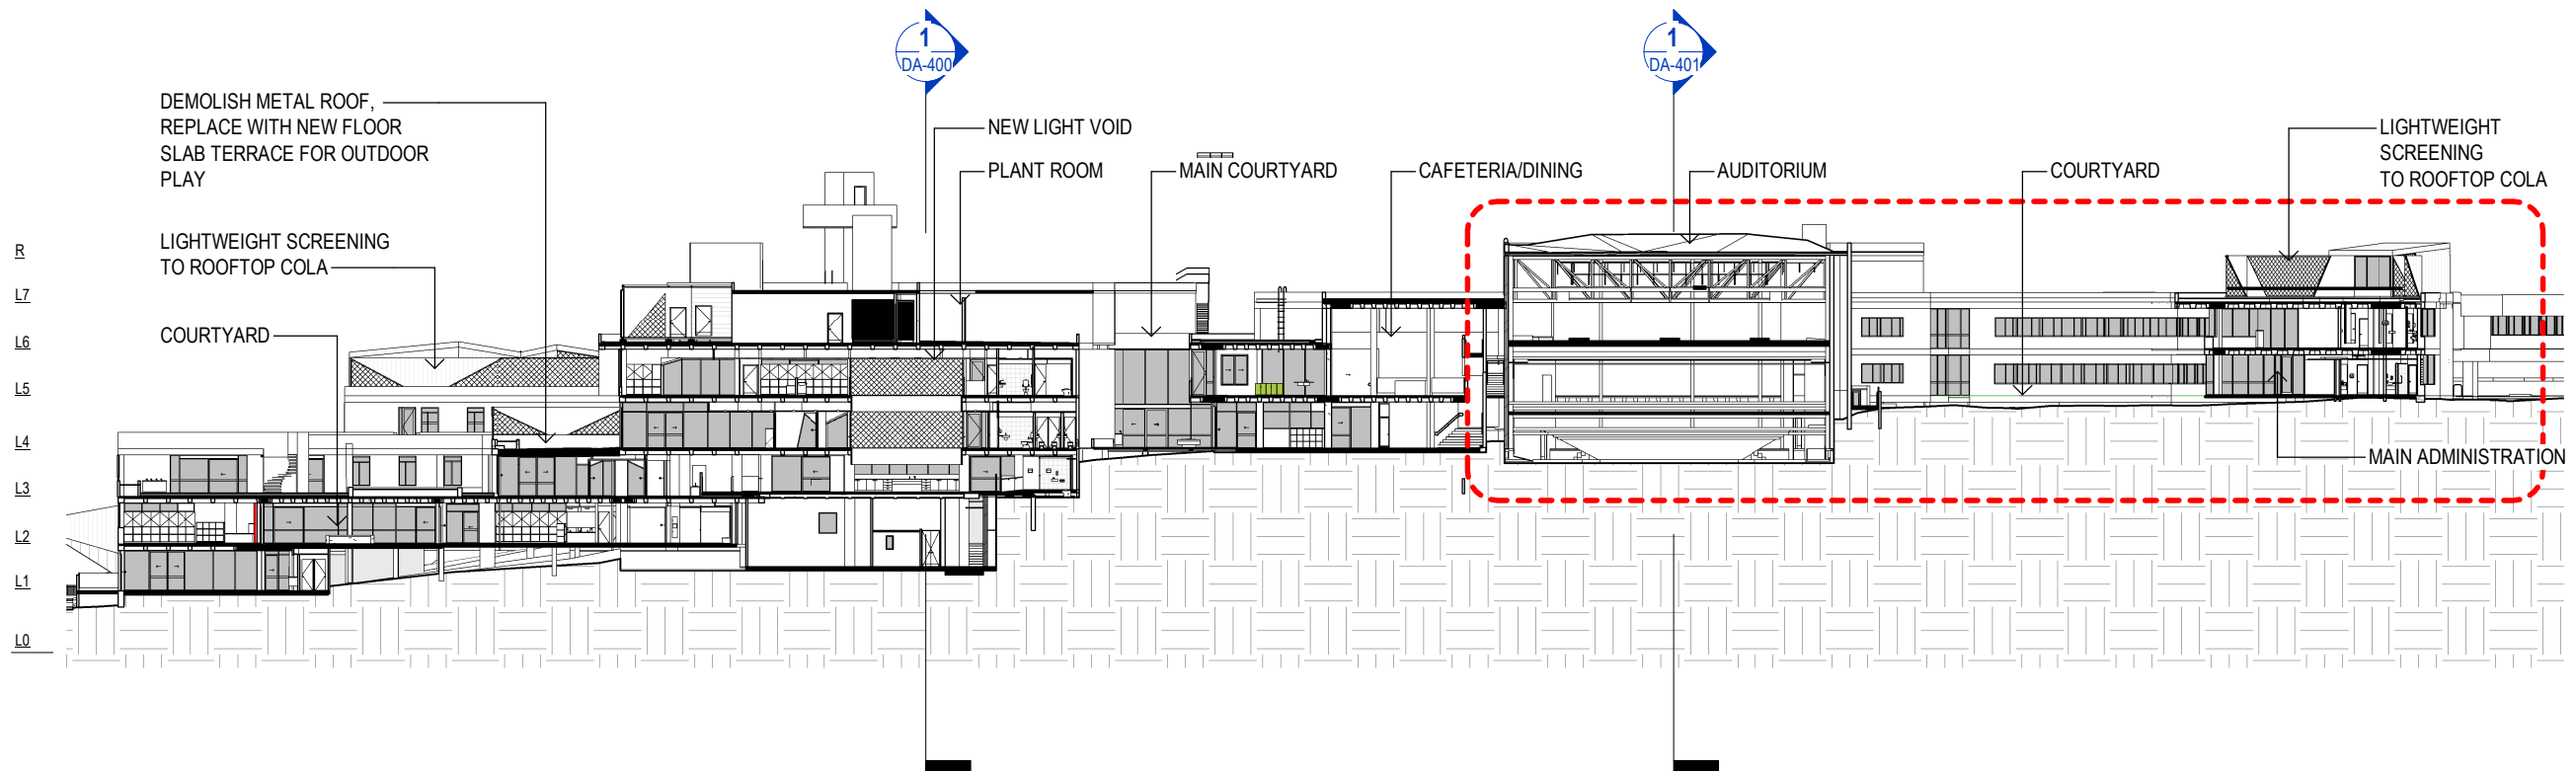 1
DA-400
1
DA-401
DEMOLISH METAL ROOF,
REPLACE WITH NEW FLOOR
SLAB TERRACE FOR OUTDOOR
PLAY
NEW LIGHT VOID
PLANT ROOM
MAIN COURTYARD
CAFETERIA/DINING
AUDITORIUM
COURTYARD
LIGHTWEIGHT
SCREENING
TO ROOFTOP COLA
LIGHTWEIGHT SCREENING
TO ROOFTOP COLA
COURTYARD
MAIN ADMINISTRATION
R
L7
L6
L5
L4
L3
L2
L1
L0